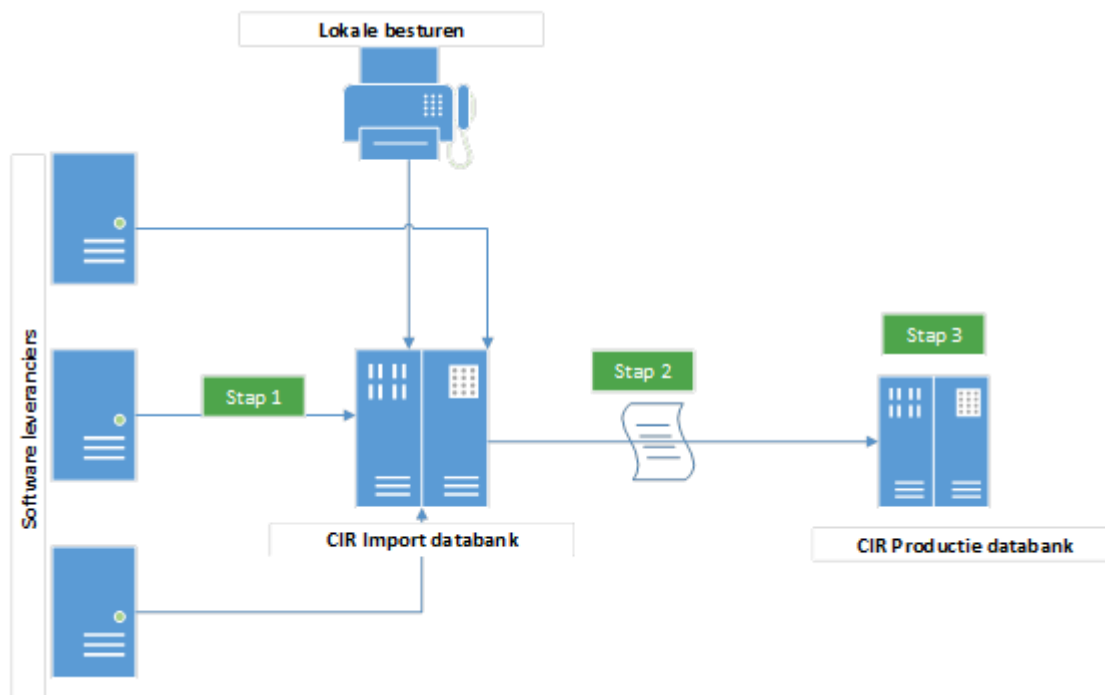 Lokale besturen
Software leveranciers
Stap 1
Stap 2
Stap 3
CIR Import databank
CIR Productie databank